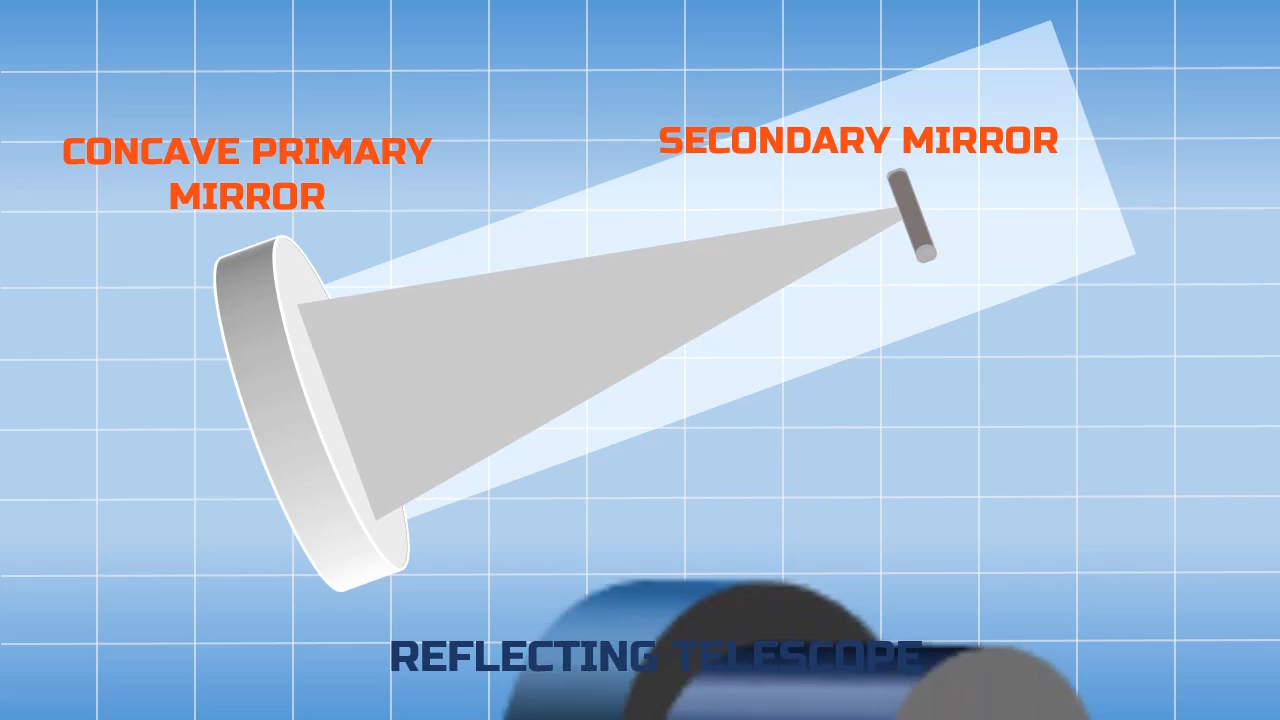 CONCAVE PRIMARY
MIRROR
SECONDARY MIRROR
REFLECTING TELESCOPE